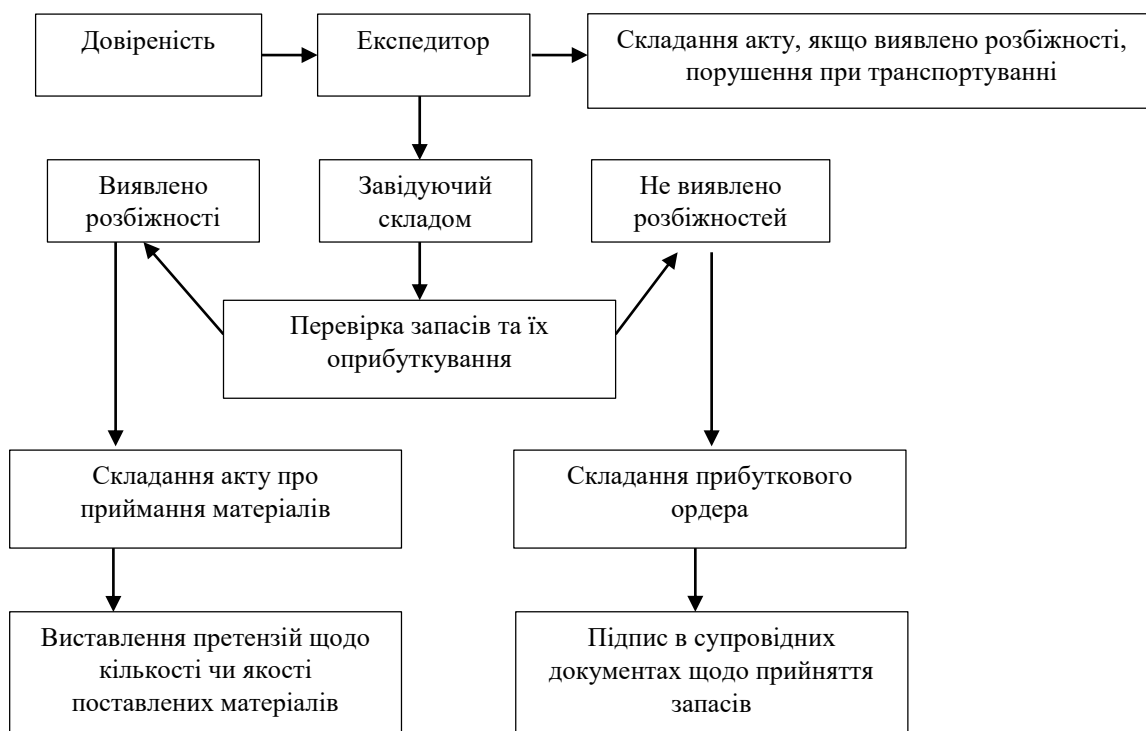 Довіреність
Експедитор
Складання акту, якщо виявлено розбіжності,
порушення при транспортуванні
Виявлено
розбіжності
Завідуючий
складом
Не виявлено
розбіжностей
Перевірка запасів та їх
оприбуткування
Складання акту про
приймання матеріалів
Складання прибуткового
ордера
Виставлення претензій щодо
кількості чи якості
поставлених матеріалів
Підпис в супровідних
документах щодо прийняття
запасів